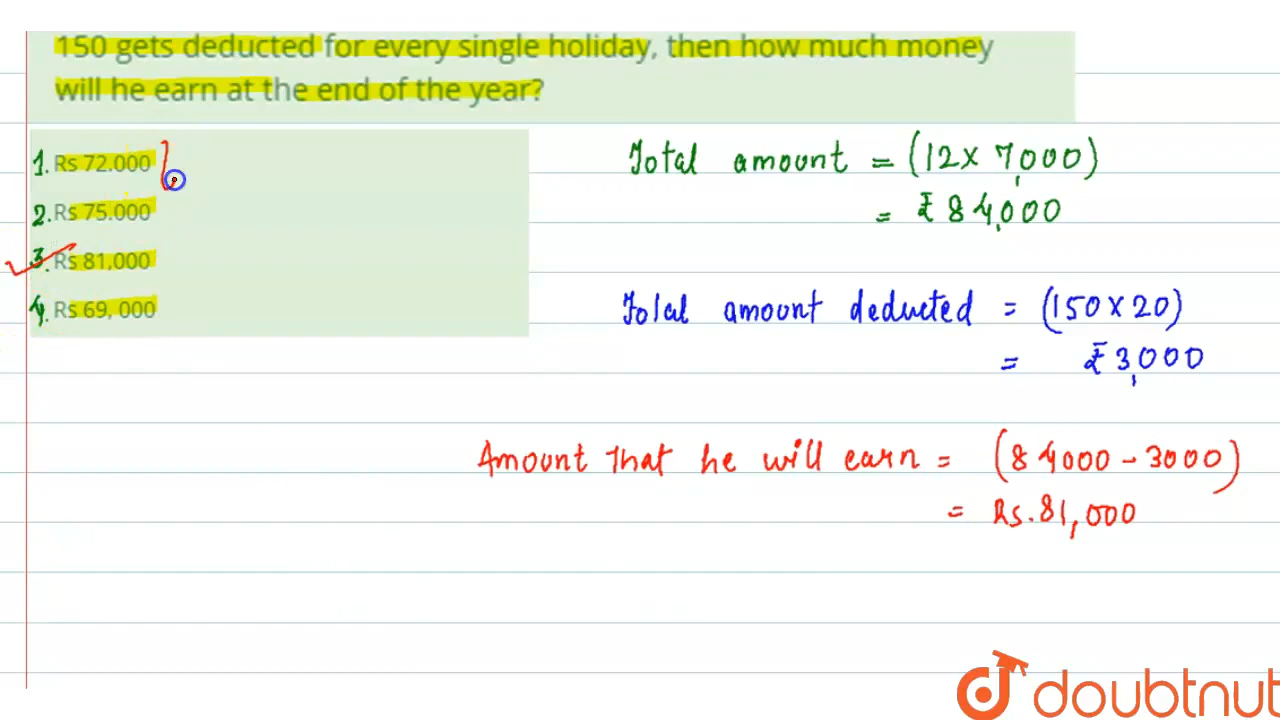 150 gets deducted for every single holiday, then how much money
will he earn at the end of the year?
1. Rs 72.000
2. Rs 75.000
3. Rs 81,000
4. Rs 69, 000
Total amount = (12 × 7,000)
= ₹ 84,000
Total amount deducted = (150 × 20)
= ₹ 3,000
Amount that he will earn = (84000 - 3000)
= Rs. 81,000
doubtnut